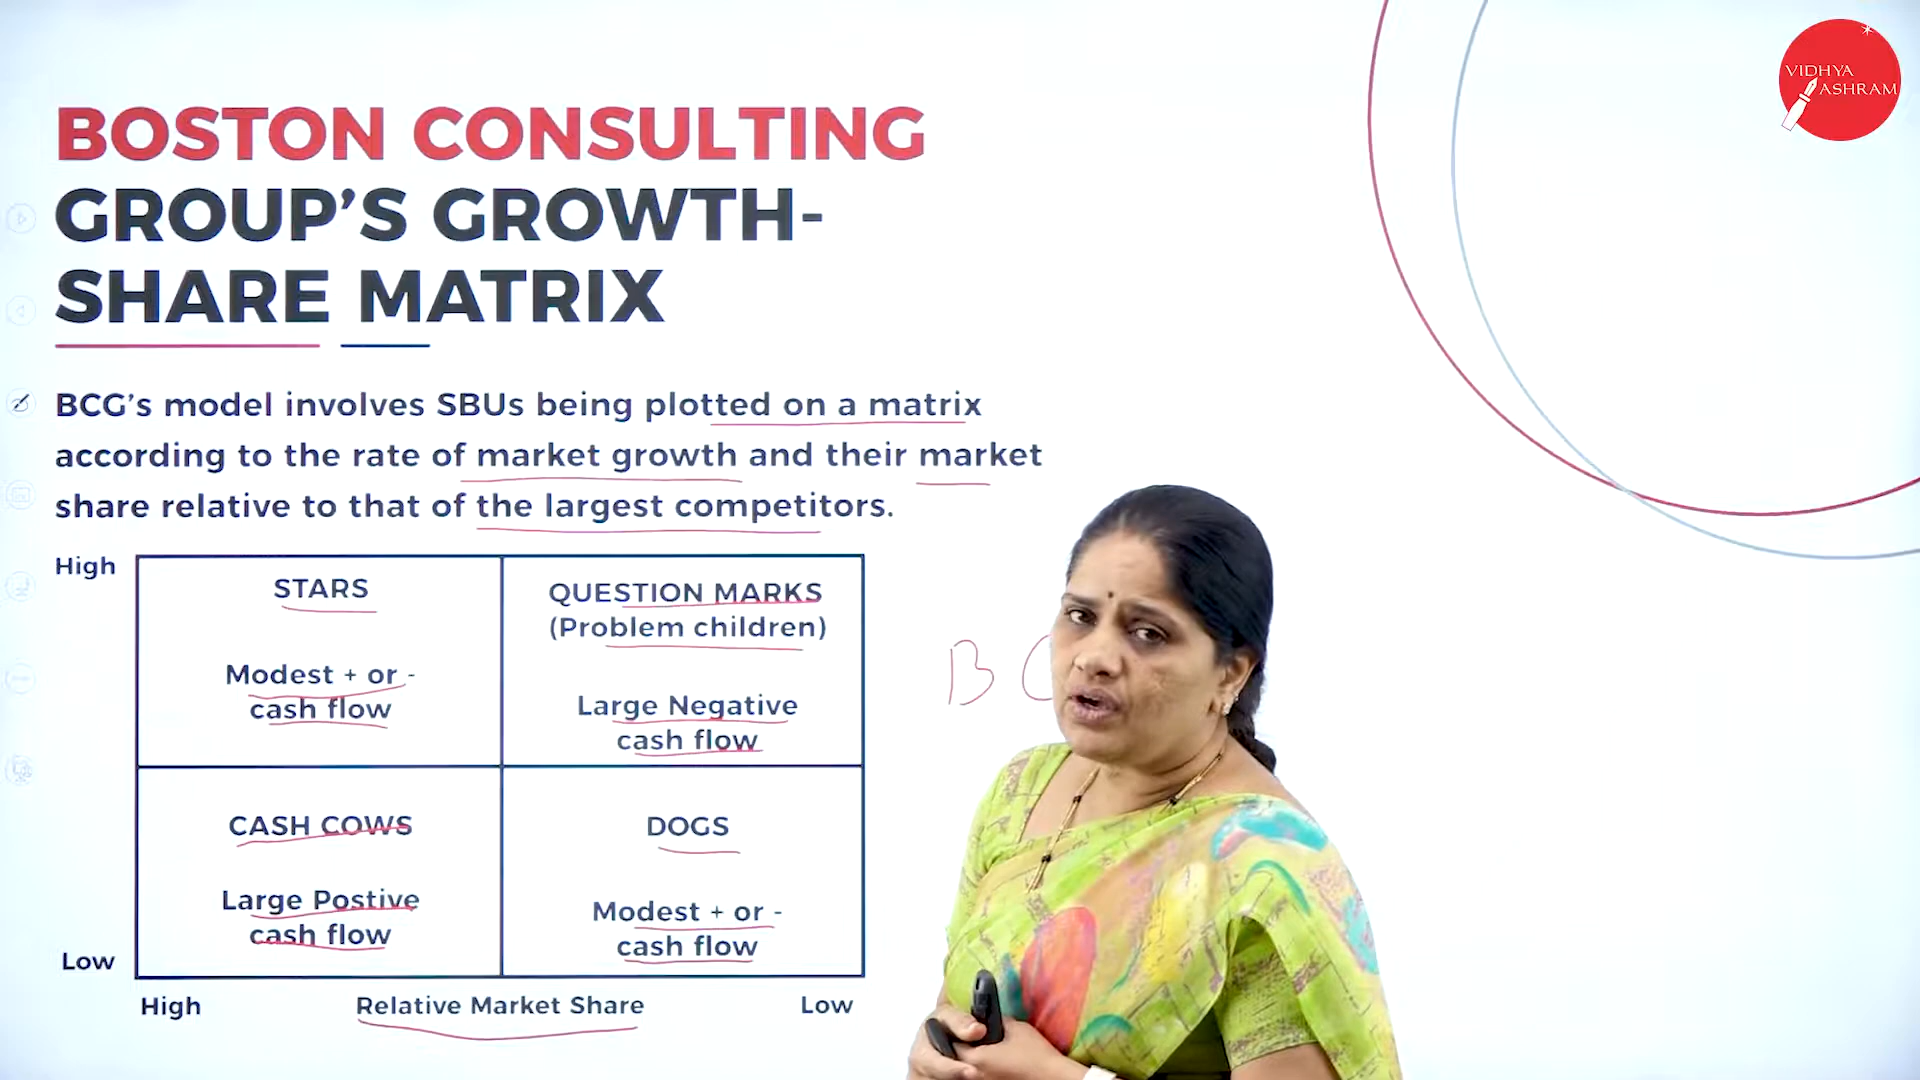 VIDHYA
ASHRAM
BOSTON CONSULTING
GROUP'S GROWTH-
SHARE MATRIX
BCG's model involves SBUs being plotted on a matrix
according to the rate of market growth and their market
share relative to that of the largest competitors.
High
STARS
Modest + or -
cash flow
QUESTION MARKS
(Problem children)
Large Negative
cash flow
B C
CASH COWS
Large Postive
cash flow
DOGS
Modest + or -
cash flow
Low
High
Relative Market Share
Low